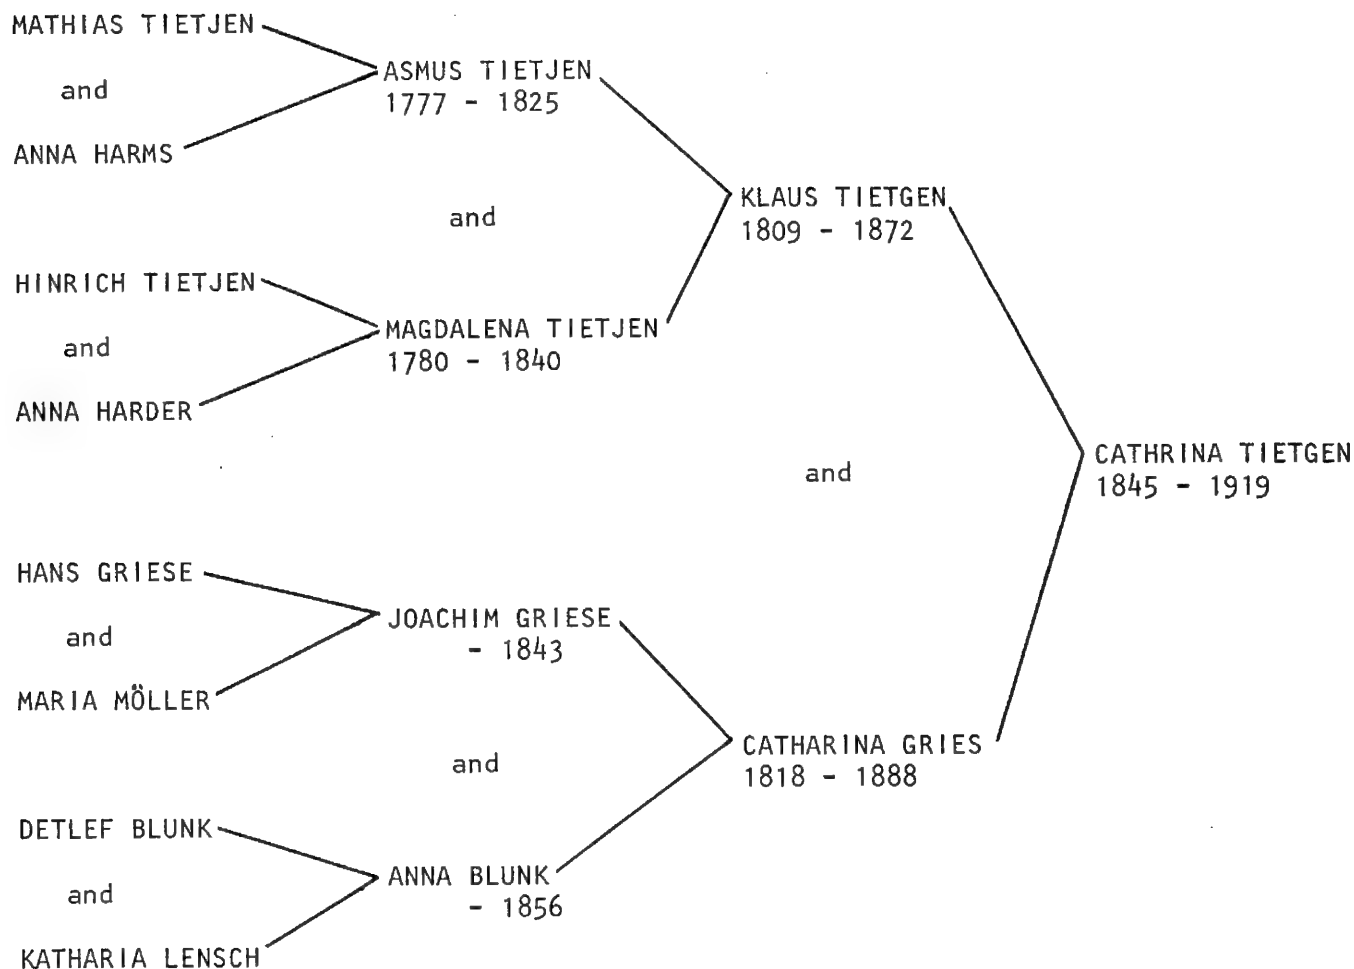 MATHIAS TIETJEN
and
ANNA HARMS
ASMUS TIETJEN
1777 - 1825
and
HINRICH TIETJEN
and
ANNA HARDER
MAGDALENA TIETJEN
1780 - 1840
KLAUS TIETGEN
1809 - 1872
and
HANS GRIESE
and
MARIA MÖLLER
JOACHIM GRIESE
- 1843
and
DETLEF BLUNK
and
KATHARIA LENSCH
ANNA BLUNK
- 1856
CATHARINA GRIES
1818 - 1888
CATHRINA TIETGEN
1845 - 1919